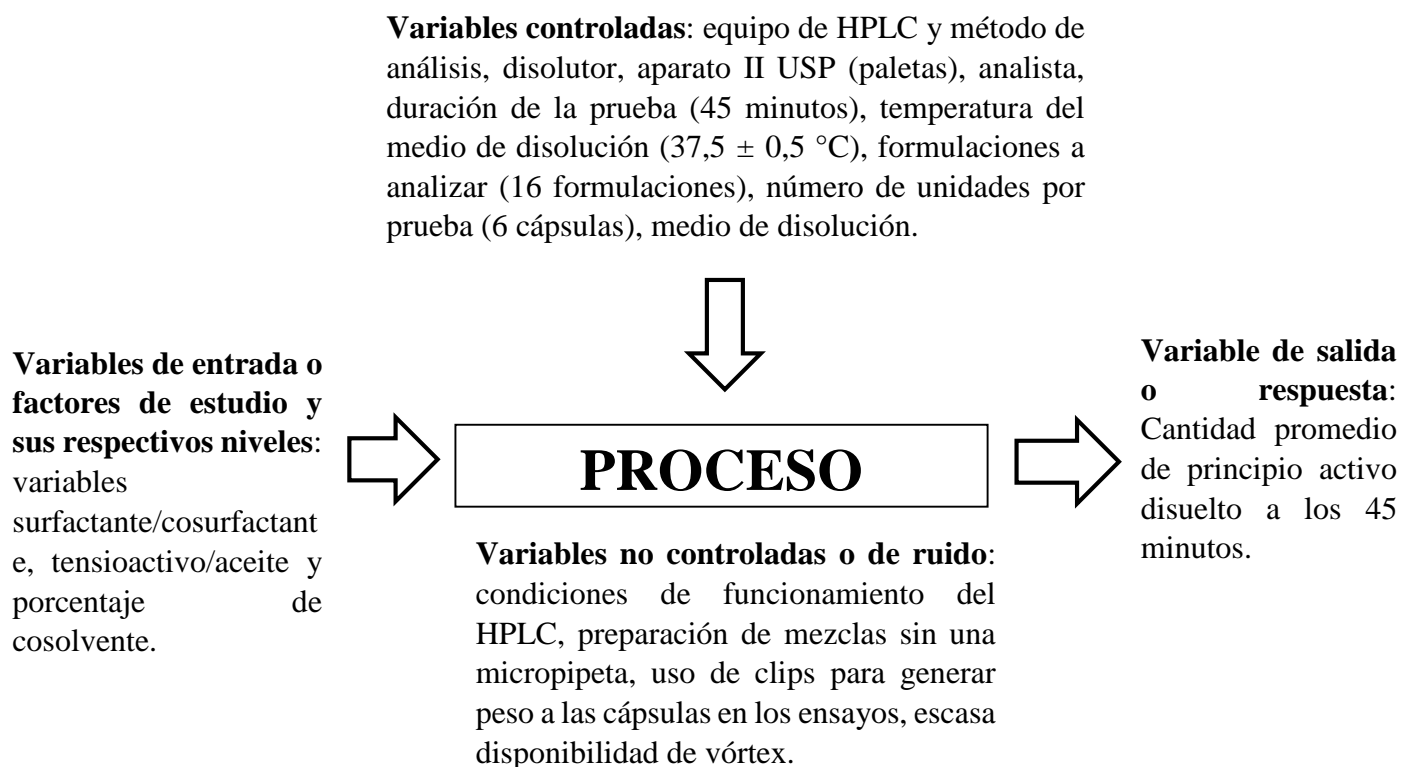 Variables controladas: equipo de HPLC y método de
análisis, disolutor, aparato II USP (paletas), analista,
duración de la prueba (45 minutos), temperatura del
medio de disolución (37,5 ± 0,5 °C), formulaciones a
analizar (16 formulaciones), número de unidades por
prueba (6 cápsulas), medio de disolución.
Variables de entrada o
factores de estudio y
sus respectivos niveles:
variables
surfactante/cosurfactant
e, tensioactivo/aceite y
porcentaje de
cosolvente.
PROCESO
Variable de salida
o respuesta:
Cantidad promedio
de principio activo
disuelto a los 45
minutos.
Variables no controladas o de ruido:
condiciones de funcionamiento del
HPLC, preparación de mezclas sin una
micropipeta, uso de clips para generar
peso a las cápsulas en los ensayos, escasa
disponibilidad de vórtex.